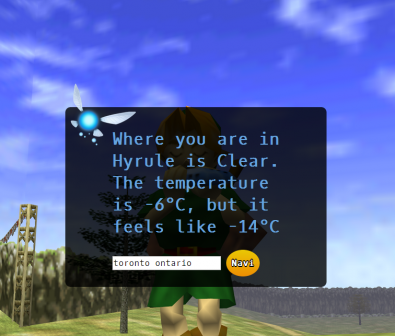 Where you are in
Hyrule is Clear.
The temperature
is -6°C, but it
feels like -14°C
toronto ontario
Navi